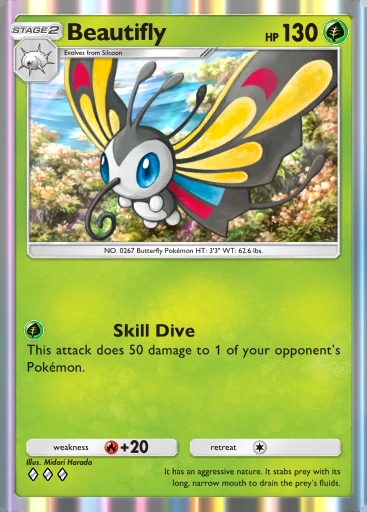 STAGE 2 Beautifly HP 130
Evolves from Silcoon
NO. 0267 Butterfly Pokémon HT: 3'3" WT: 62.6 lbs.
Skill Dive
This attack does 50 damage to 1 of your opponent's
Pokémon.
weakness +20 retreat
Illus. Midori Harada
It has an aggressive nature. It stabs prey with its
long, narrow mouth to drain the prey's fluids.